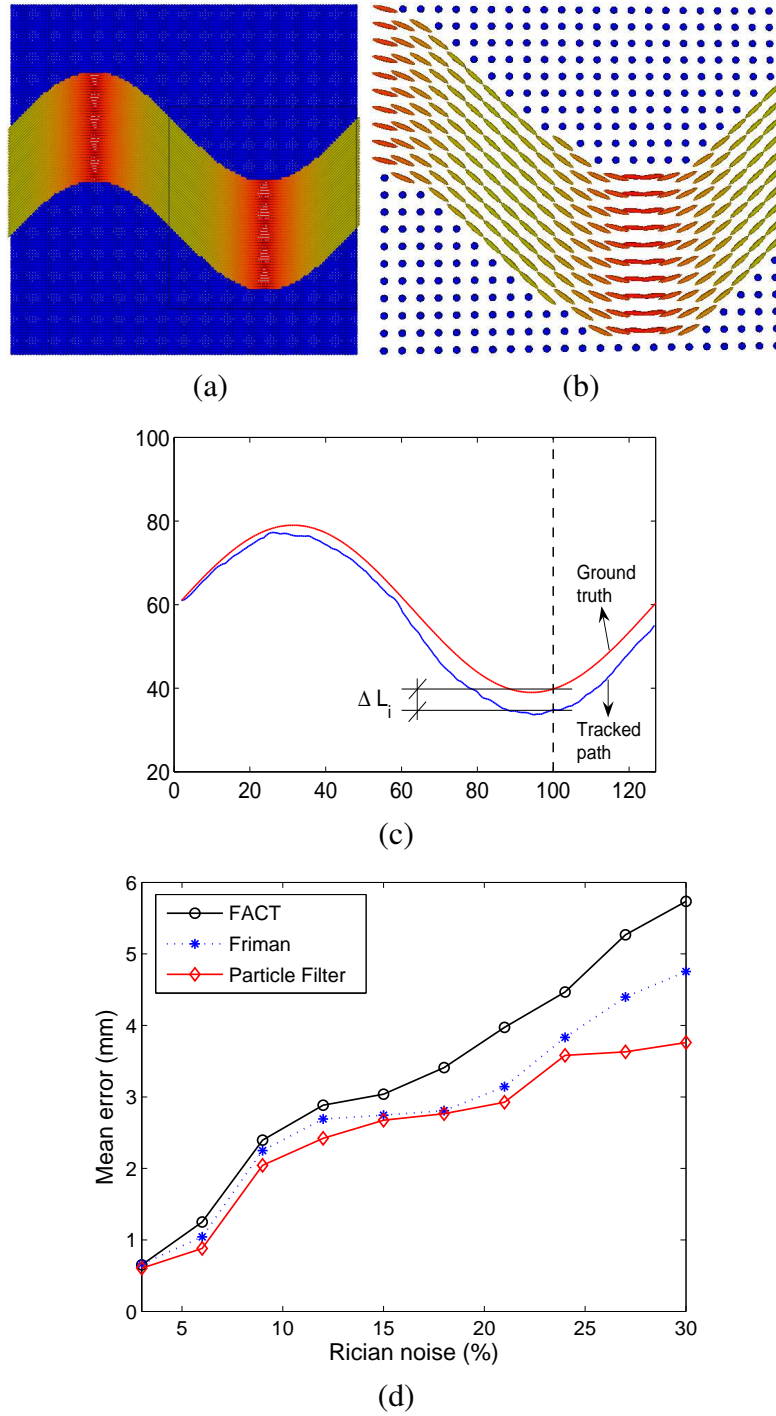 (a)
(b)
100
80
60
40
20
0
20
40
60
80
100
120
Ground
truth
Δ L_i
Tracked
path
(c)
6
5
4
3
2
1
0
Mean error (mm)
FACT
Friman
Particle Filter
5
10
15
20
25
30
Rician noise (%)
(d)